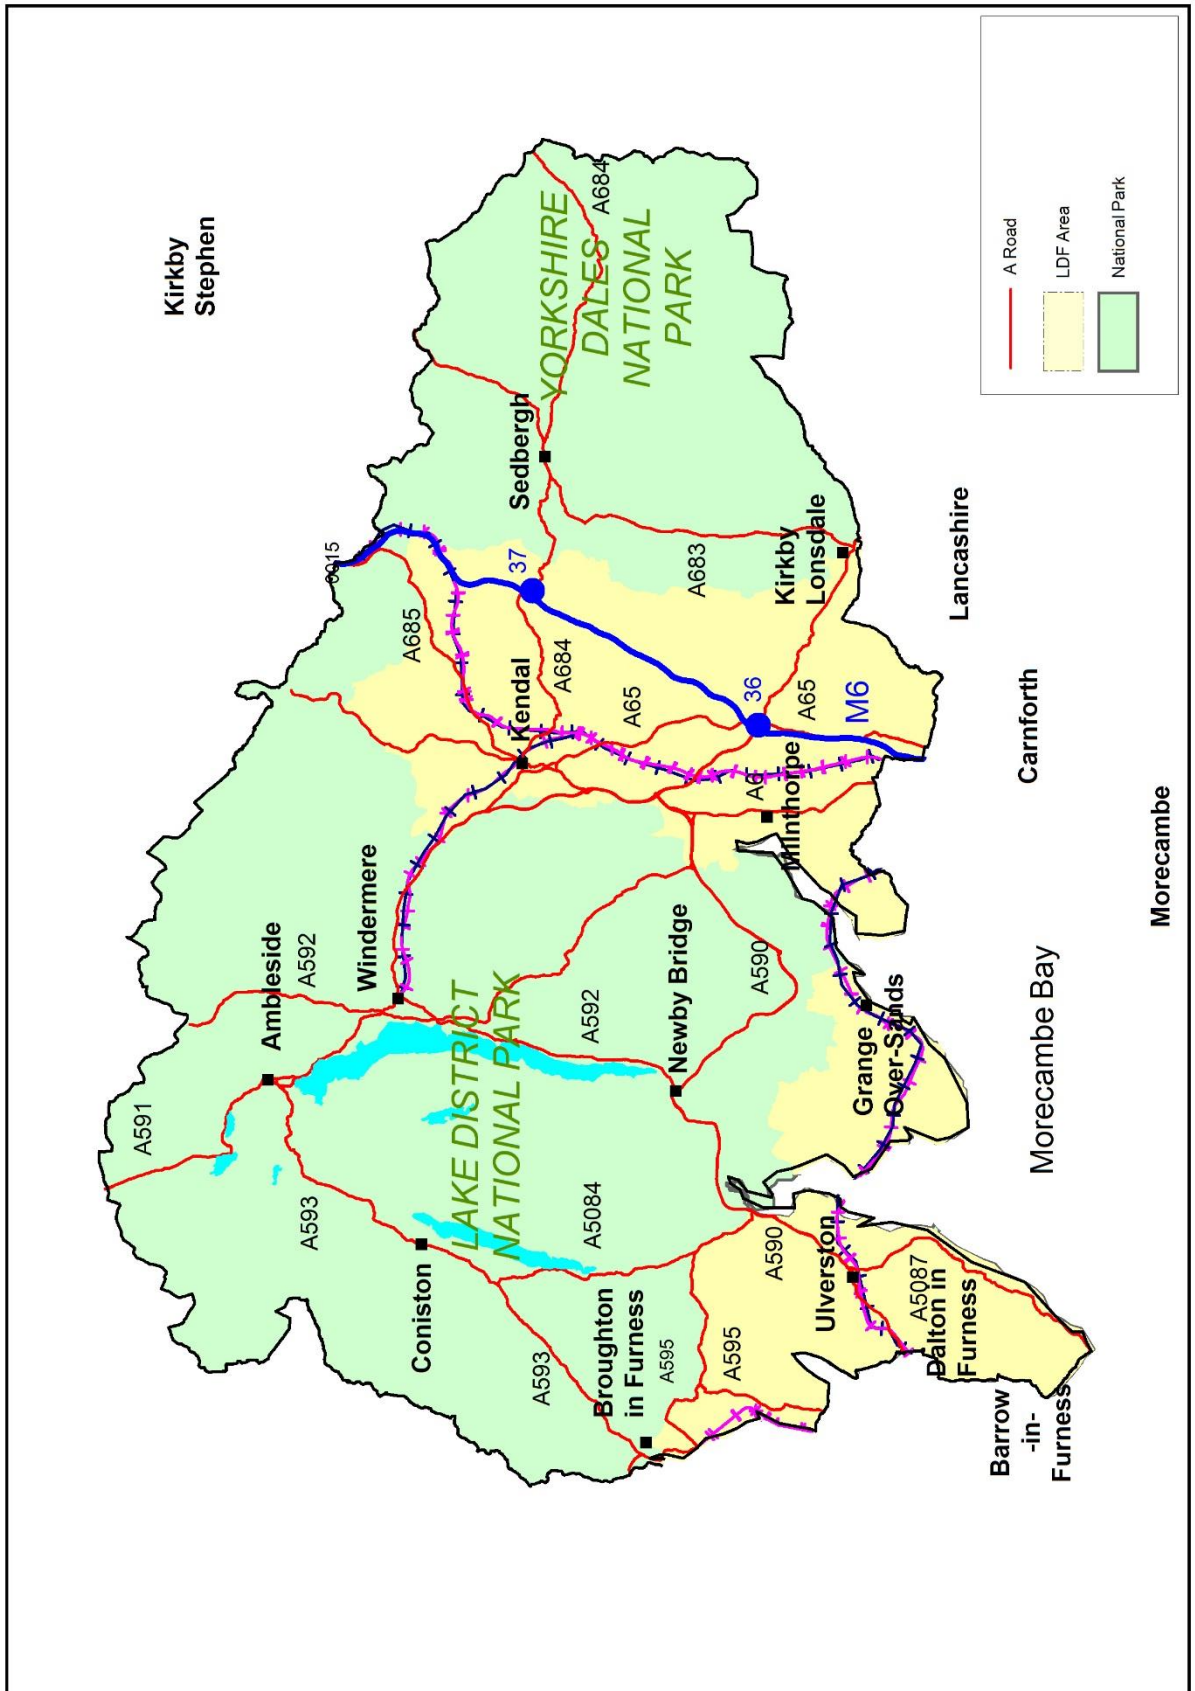 Kirkby
Stephen
A591
Ambleside
A592
Windermere
A685
A684
YORKSHIRE
DALES
NATIONAL
PARK
Sedbergh
37
A593
Coniston
LAKE DISTRICT
NATIONAL PARK
A592
Kendal
A684
A65
A683
Kirkby
Lonsdale
A5084
Newby Bridge
A590
36
A65
M6
A6
Milnthorpe
A593
Broughton
in Furness
A595
A595
A590
Ulverston
Grange
Over-Sands
A5087
Dalton in
Furness
Barrow
-in-
Furness
Morecambe Bay
Carnforth
Lancashire
Morecambe
A Road
LDF Area
National Park